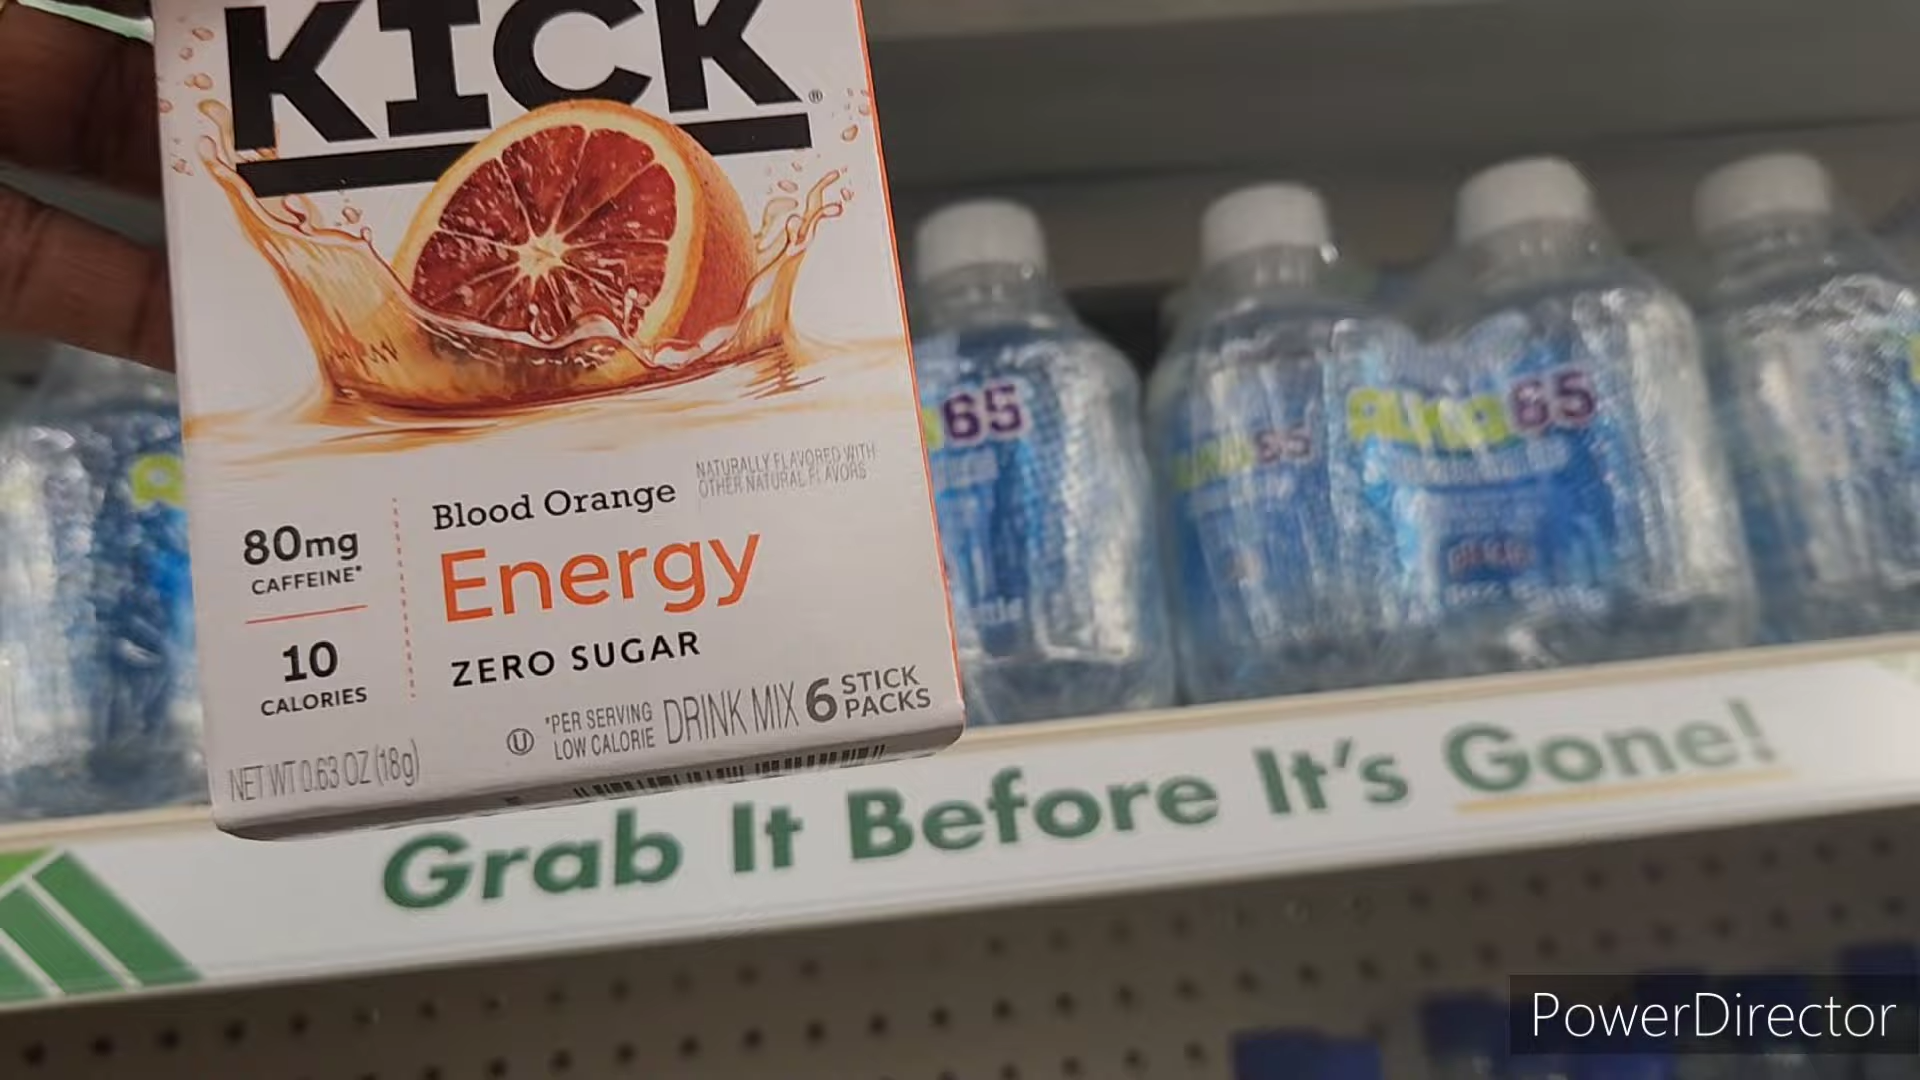 KICK®
Blood Orange
NATURALLY FLAVORED WITH
OTHER NATURAL FLAVORS
Energy
ZERO SUGAR
80mg
CAFFEINE*
10
CALORIES
*PER SERVING
LOW CALORIE
DRINK MIX
6 STICK
PACKS
U
NET WT 0.63 OZ (18g)
65
65
65
Grab It Before It's Gone!
PowerDirector